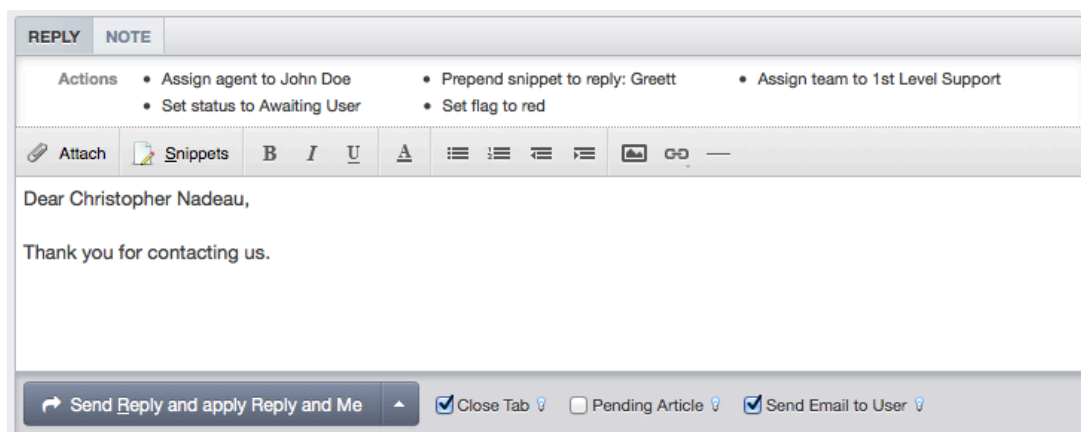 REPLY NOTE
Actions • Assign agent to John Doe • Prepend snippet to reply: Greett • Assign team to 1st Level Support
• Set status to Awaiting User • Set flag to red
Attach Snippets B I U A
Dear Christopher Nadeau,
Thank you for contacting us.
Send Reply and apply Reply and Me Close Tab Pending Article Send Email to User